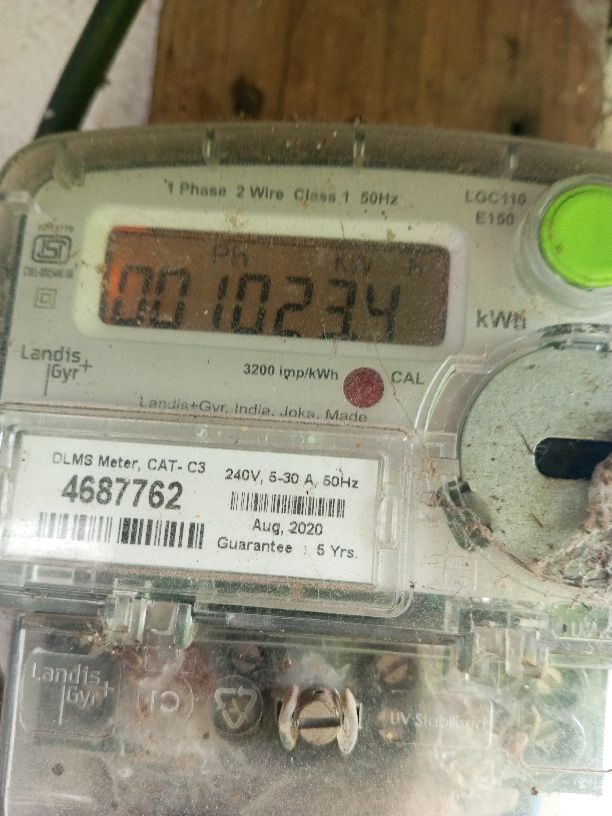 1 Phase 2 Wire Class 1 50Hz
LGC110
E150
Ph KW h
001023.4
kWh
Landis
Gyr+
3200 imp/kWh
CAL
Landis+Gyr, India, Joka, Made
DLMS Meter, CAT- C3
4687762
240V, 5-30 A, 50Hz
Aug, 2020
Guarantee : 5 Yrs.
Landis
Gyr+
UV-Stabilised